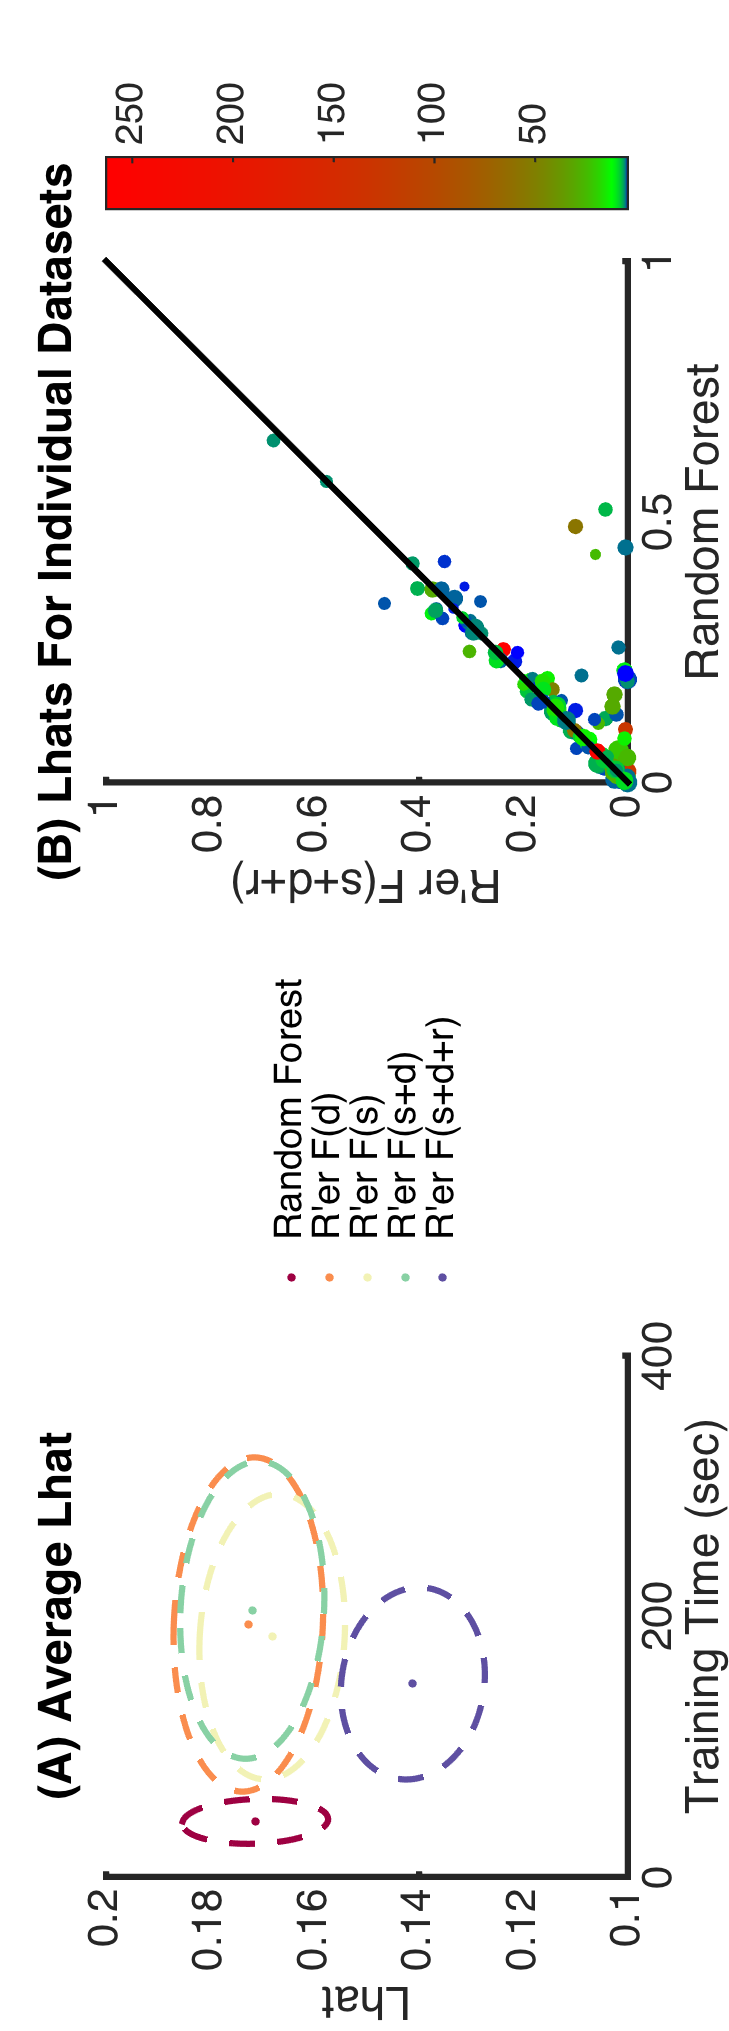 (A) Average Lhat
Lhat
0.2
0.18
0.16
0.14
0.12
0.1
0
200
400
Training Time (sec)
Random Forest
R'er F(d)
R'er F(s)
R'er F(s+d)
R'er F(s+d+r)
(B) Lhats For Individual Datasets
R'er F(s+d+r)
1
0.8
0.6
0.4
0.2
0
0
0.5
1
Random Forest
250
200
150
100
50